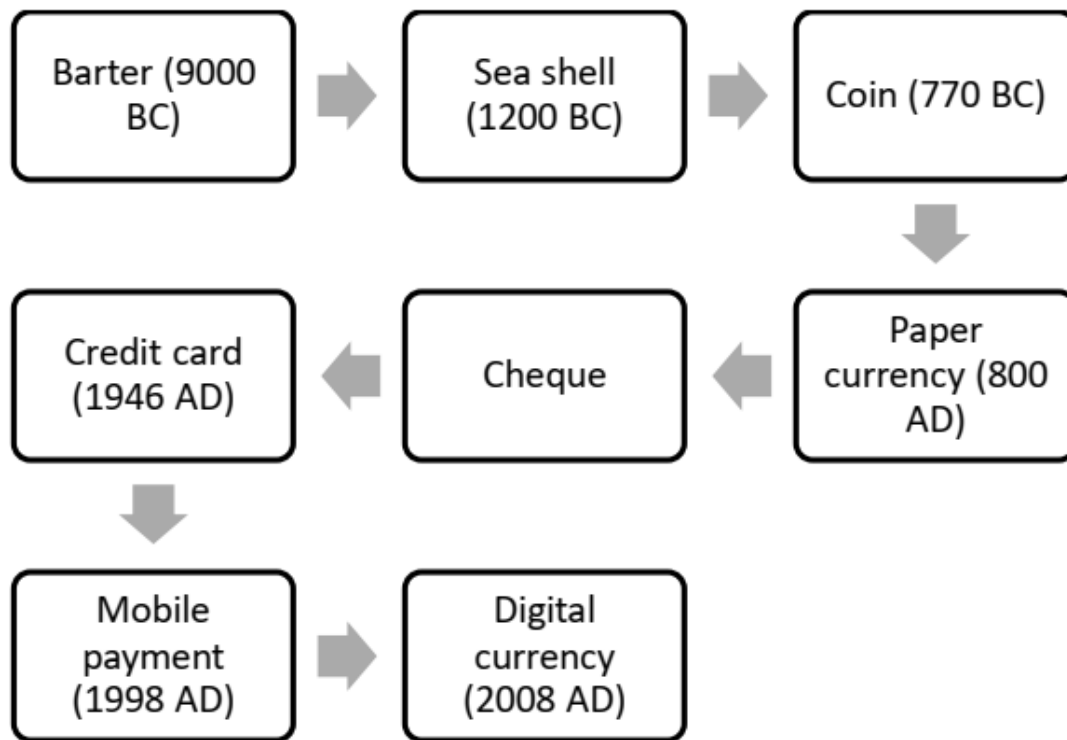 Barter (9000
BC)
Sea shell
(1200 BC)
Coin (770 BC)
Paper
currency (800
AD)
Cheque
Credit card
(1946 AD)
Mobile
payment
(1998 AD)
Digital
currency
(2008 AD)